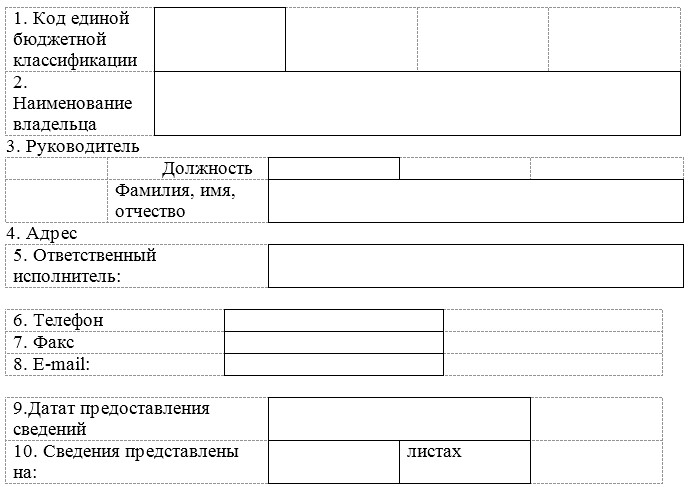 1. Код единой
бюджетной
классификации
2.
Наименование
владельца
3. Руководитель
Должность
Фамилия, имя,
отчество
4. Адрес
5. Ответственный
исполнитель:
6. Телефон
7. Факс
8. E-mail:
9.Датат предоставления
сведений
10. Сведения представлены
на:
листах